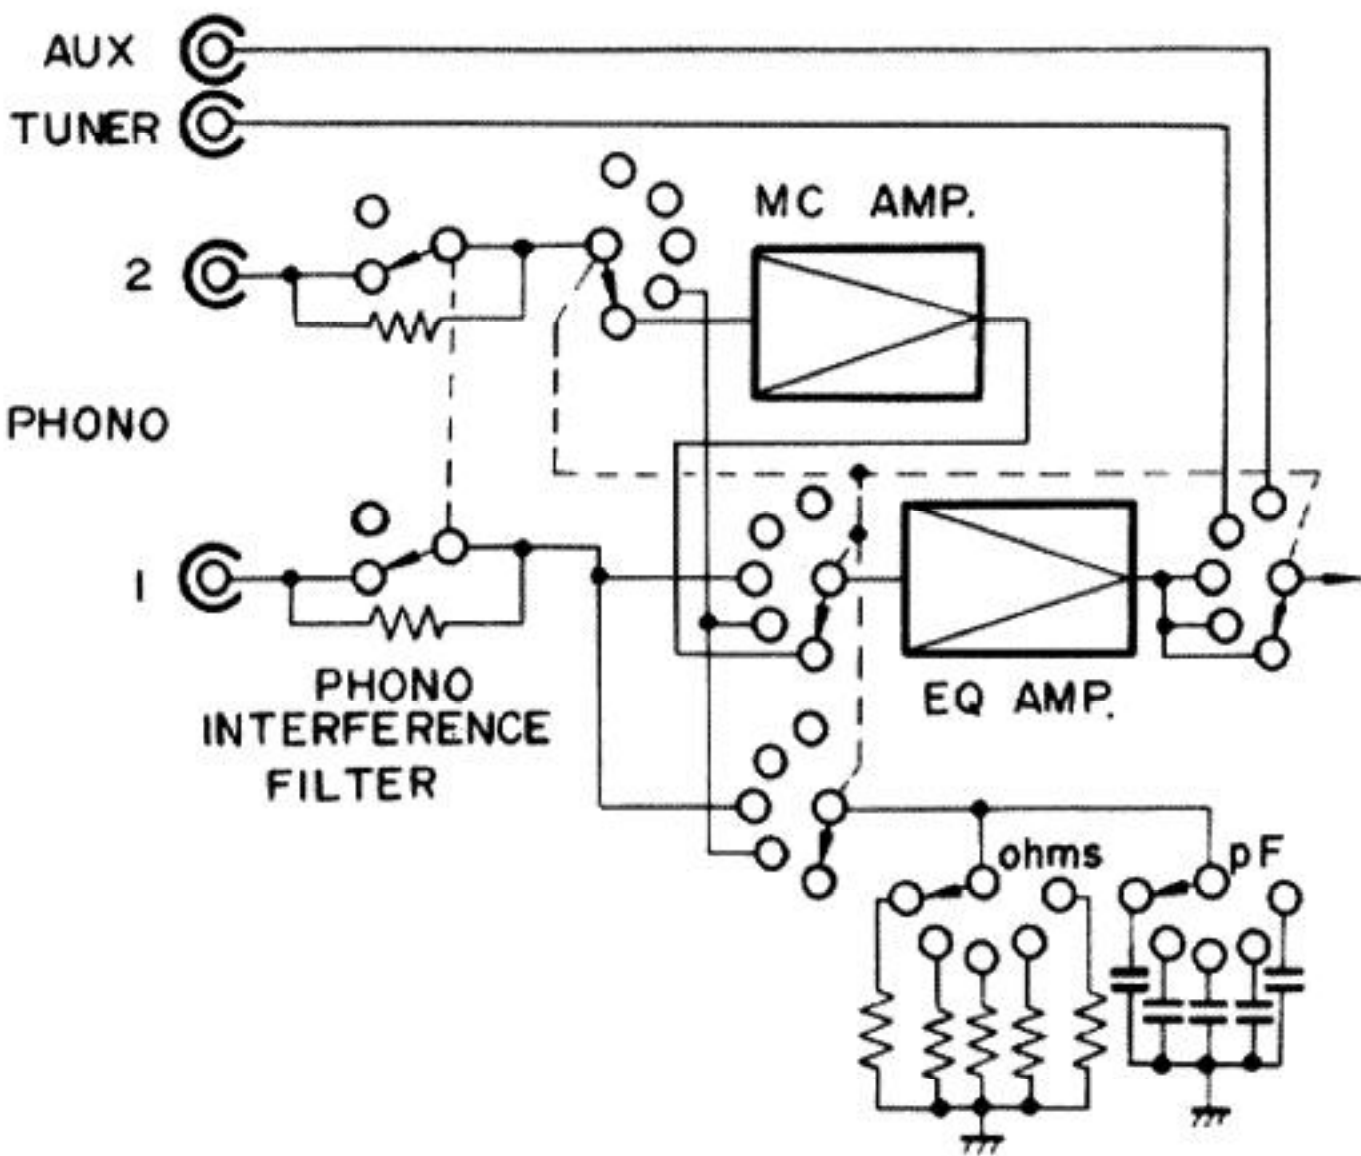 AUX
TUNER
MC AMP.
2
PHONO
1
EQ AMP.
PHONO
INTERFERENCE
FILTER
ohms
pF